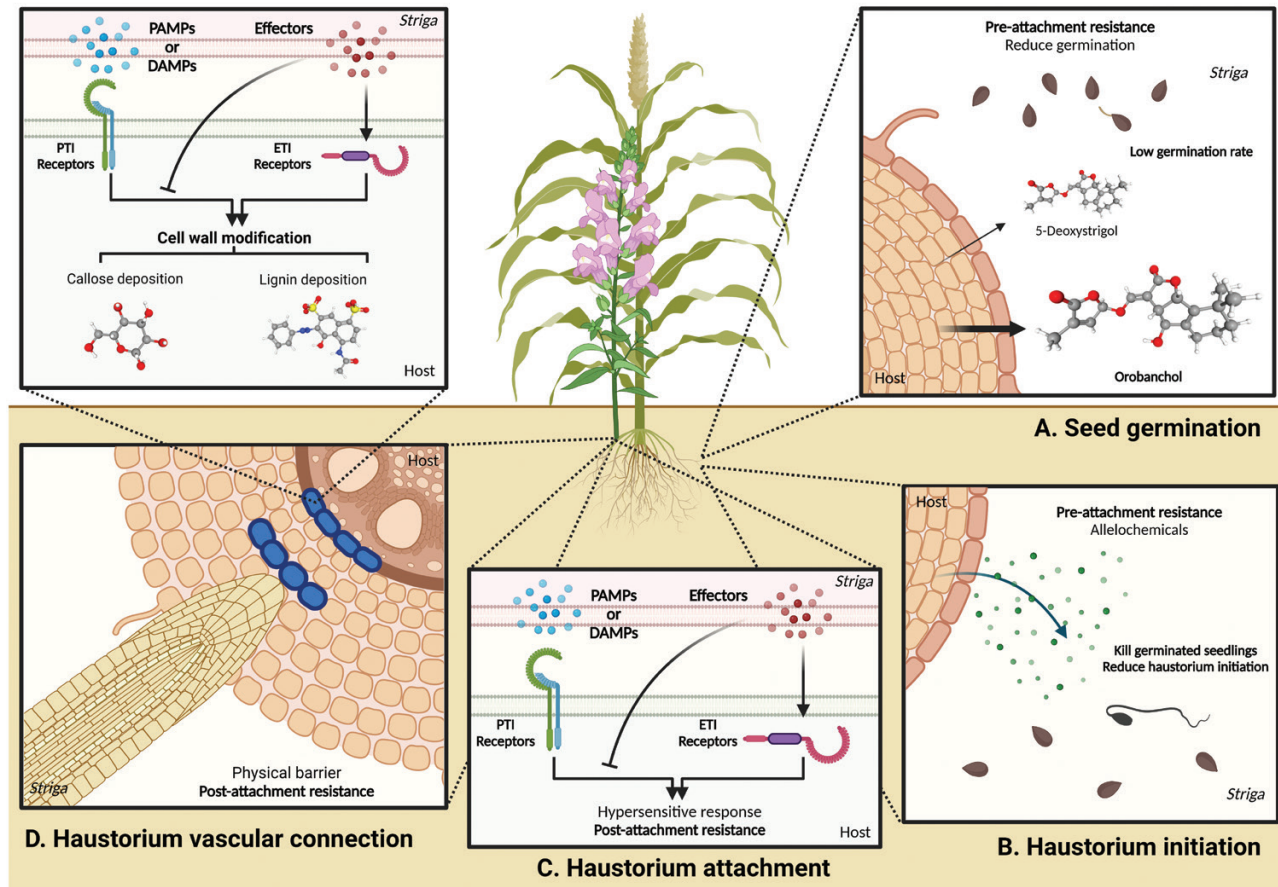 Striga
PAMPs
or
DAMPs
Effectors
PTI
Receptors
ETI
Receptors
Cell wall modification
Callose deposition
Lignin deposition
Host
Pre-attachment resistance
Reduce germination
Striga
Low germination rate
5-Deoxystrigol
Orobanchol
Host
A. Seed germination
Host
Pre-attachment resistance
Allelochemicals
Kill germinated seedlings
Reduce haustorium initiation
Striga
B. Haustorium initiation
Striga
PAMPs
or
DAMPs
Effectors
PTI
Receptors
ETI
Receptors
Hypersensitive response
Post-attachment resistance
Host
C. Haustorium attachment
Host
Physical barrier
Post-attachment resistance
Striga
D. Haustorium vascular connection